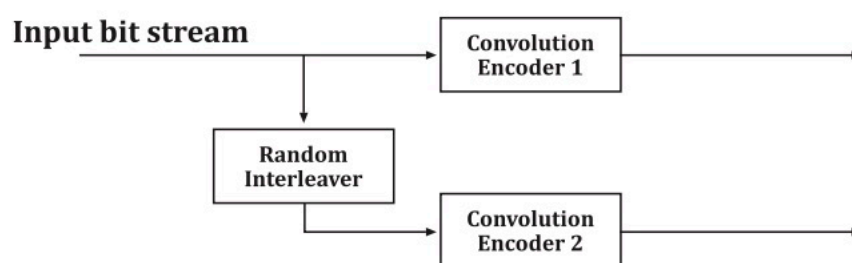 Input bit stream
Convolution
Encoder 1
Random
Interleaver
Convolution
Encoder 2